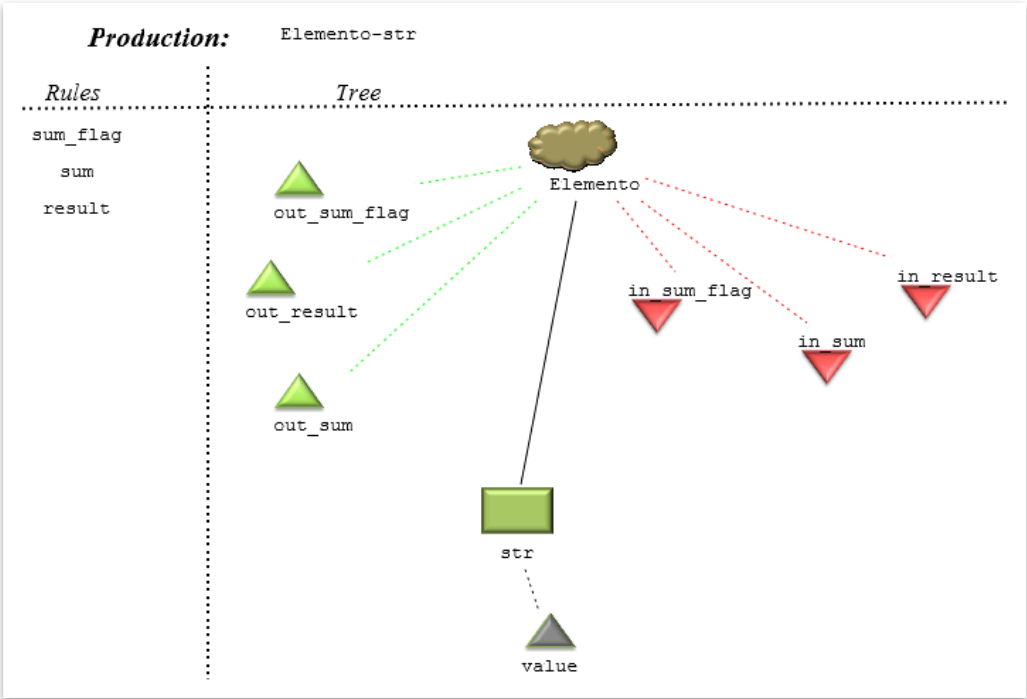 Production: Elemento-str
Rules
Tree
sum_flag
sum
result
Elemento
out_sum_flag
out_result
out_sum
in_sum_flag
in_result
in_sum
str
value